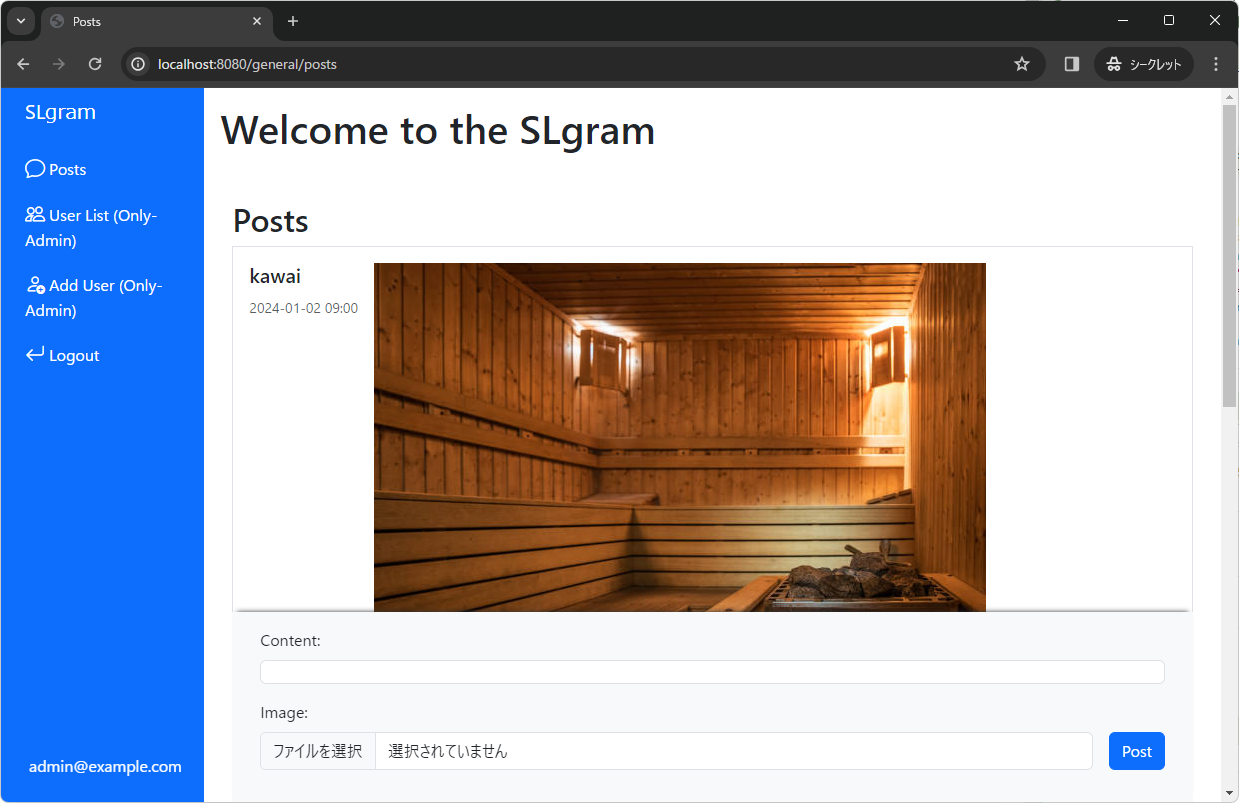 Posts
localhost:8080/general/posts
シークレット
SLgram
Posts
User List (Only-
Admin)
Add User (Only-
Admin)
Logout
admin@example.com
Welcome to the SLgram
Posts
kawai
2024-01-02 09:00
Content:
Image:
ファイルを選択 選択されていません
Post